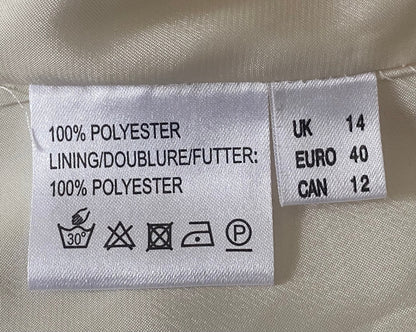 100% POLYESTER
LINING/DOUBLURE/FUTTER:
100% POLYESTER
30°
P
UK 14
EURO 40
CAN 12